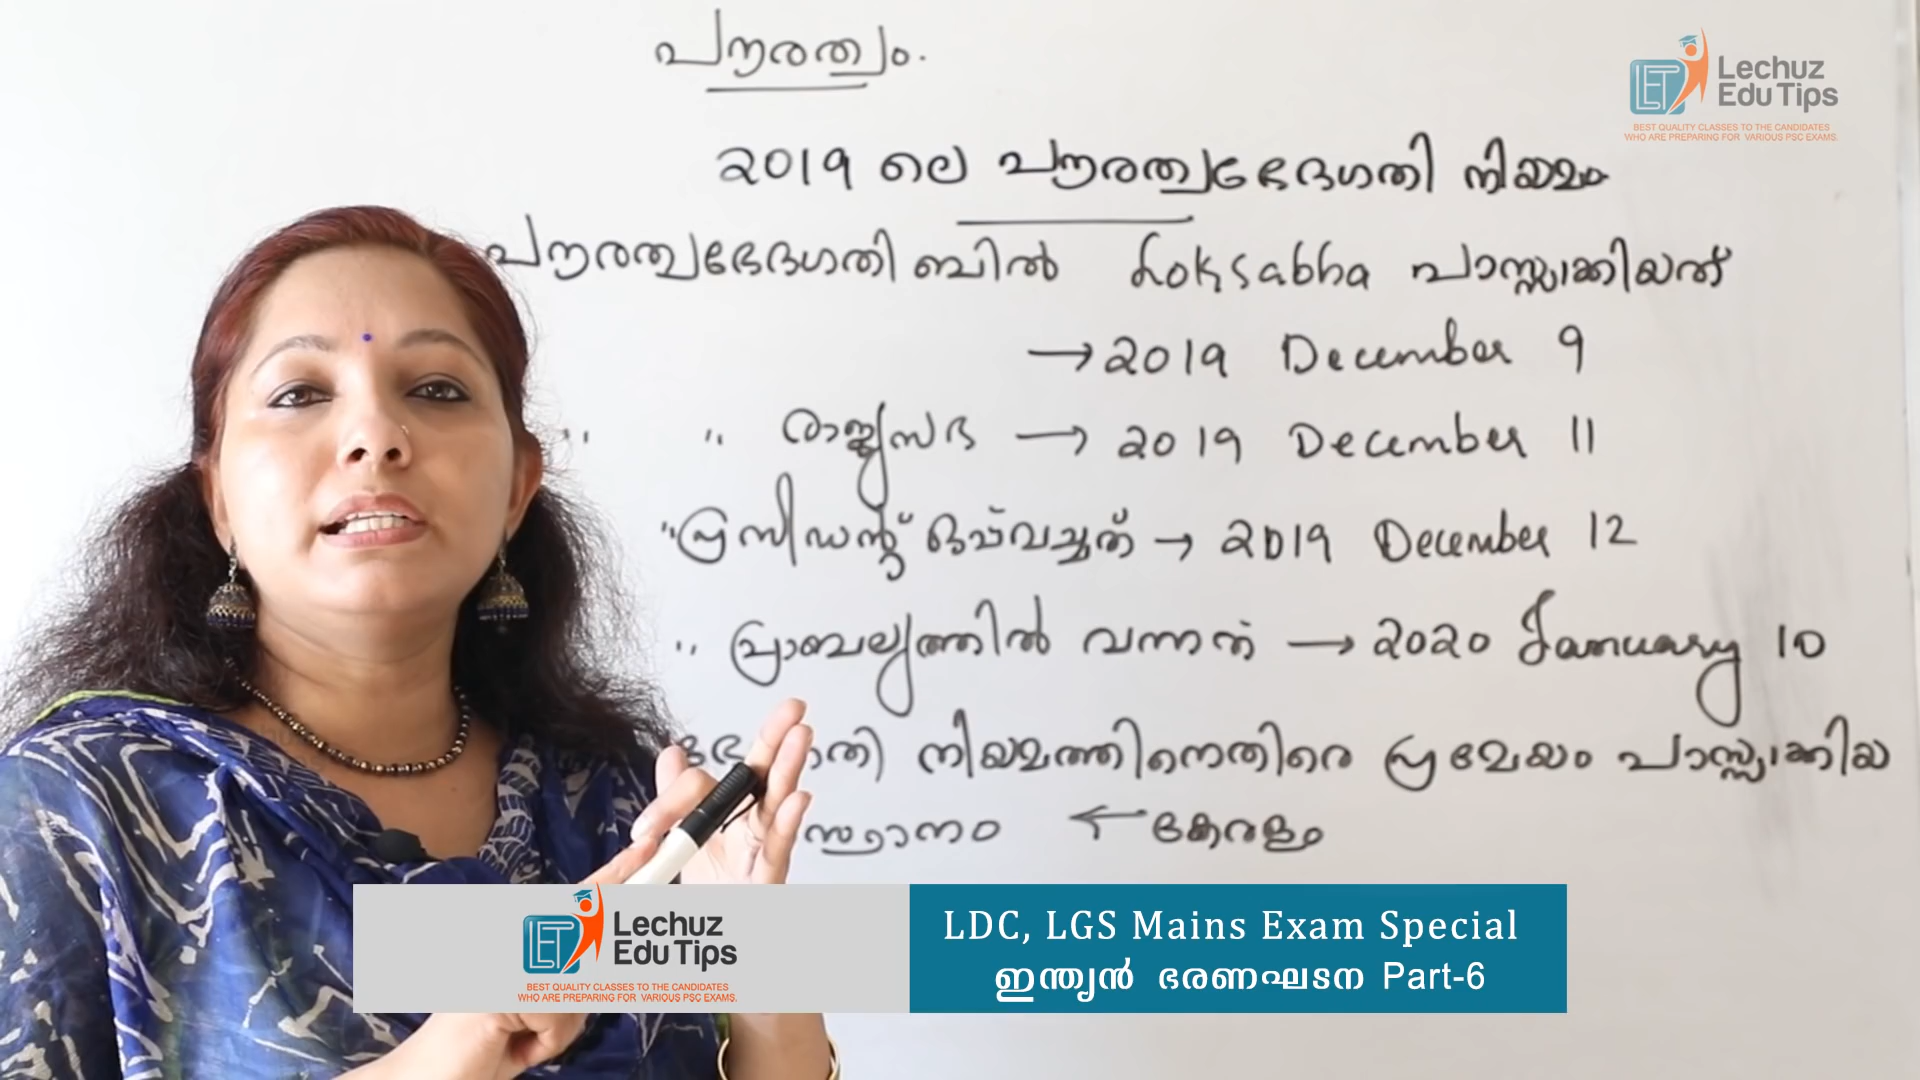 പൗരത്വം.
Lechuz
Edu Tips
BEST QUALITY CLASSES TO THE CANDIDATES
WHO ARE PREPARING FOR VARIOUS PSC EXAMS.
2019 ലെ പൗരത്വഭേദഗതി നിയമം
പൗരത്വഭേദഗതി ബിൽ Loksabha പാസ്സാക്കിയത്
→ 2019 December 9
" " രാജ്യസഭ → 2019 December 11
" പ്രസിഡന്റ് ഒപ്പ്‌വച്ചത് → 2019 December 12
" പ്രാബല്യത്തിൽ വന്നത് → 2020 January 10
നിയമത്തിനെതിരെ പ്രമേയം പാസ്സാക്കിയ
സ്ഥാനം ← കേരളം
Lechuz
Edu Tips
BEST QUALITY CLASSES TO THE CANDIDATES
WHO ARE PREPARING FOR VARIOUS PSC EXAMS.
LDC, LGS Mains Exam Special
ഇന്ത്യൻ ഭരണഘടന Part-6